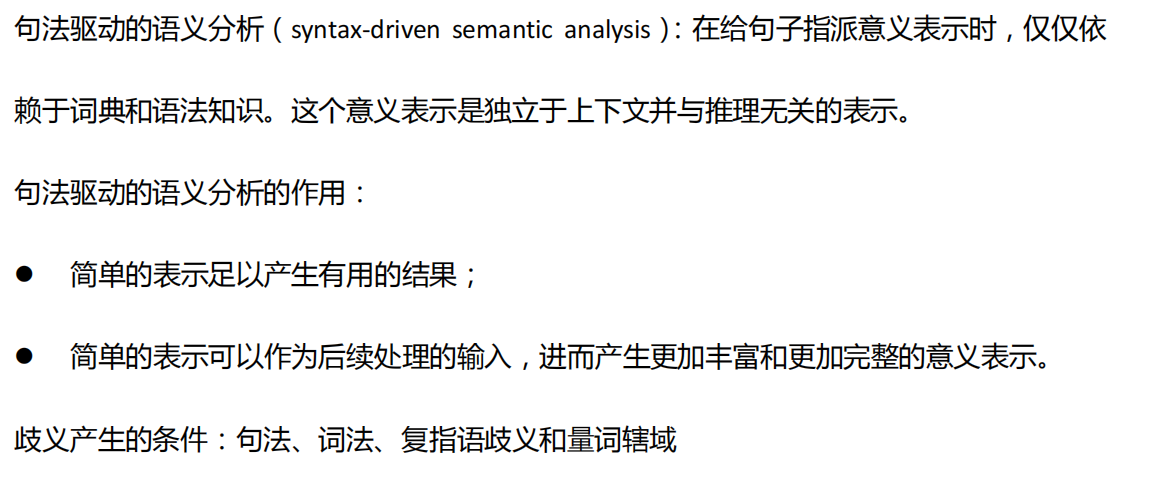 句法驱动的语义分析（syntax-driven semantic analysis）：在给句子指派意义表示时，仅仅依
赖于词典和语法知识。这个意义表示是独立于上下文并与推理无关的表示。
句法驱动的语义分析的作用：
● 简单的表示足以产生有用的结果；
● 简单的表示可以作为后续处理的输入，进而产生更加丰富和更加完整的意义表示。
歧义产生的条件：句法、词法、复指语歧义和量词辖域